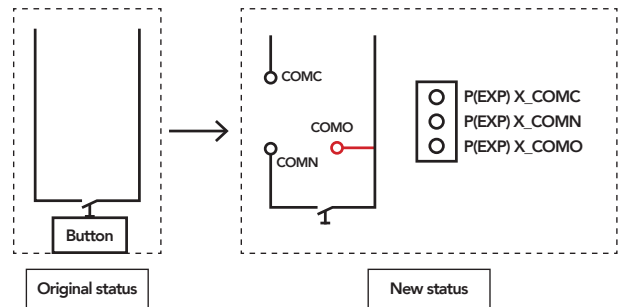 COMC
COMO
COMN
P(EXP) X_COMC
P(EXP) X_COMN
P(EXP) X_COMO
Button
Original status
New status